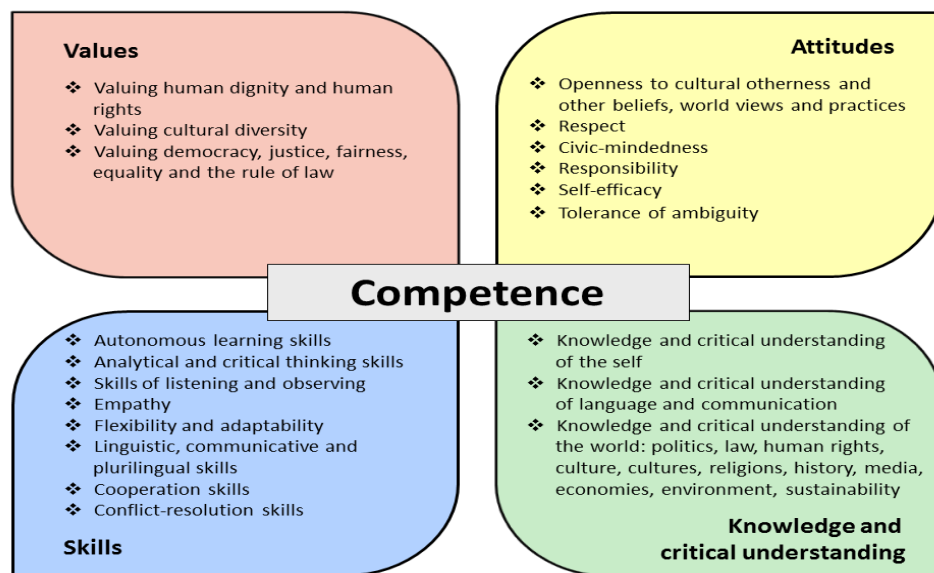 Values
❖ Valuing human dignity and human
rights
❖ Valuing cultural diversity
❖ Valuing democracy, justice, fairness,
equality and the rule of law
Attitudes
❖ Openness to cultural otherness and
other beliefs, world views and practices
❖ Respect
❖ Civic-mindedness
❖ Responsibility
❖ Self-efficacy
❖ Tolerance of ambiguity
Competence
❖ Autonomous learning skills
❖ Analytical and critical thinking skills
❖ Skills of listening and observing
❖ Empathy
❖ Flexibility and adaptability
❖ Linguistic, communicative and
plurilingual skills
❖ Cooperation skills
❖ Conflict-resolution skills
Skills
❖ Knowledge and critical understanding
of the self
❖ Knowledge and critical understanding
of language and communication
❖ Knowledge and critical understanding of
the world: politics, law, human rights,
culture, cultures, religions, history, media,
economies, environment, sustainability
Knowledge and
critical understanding